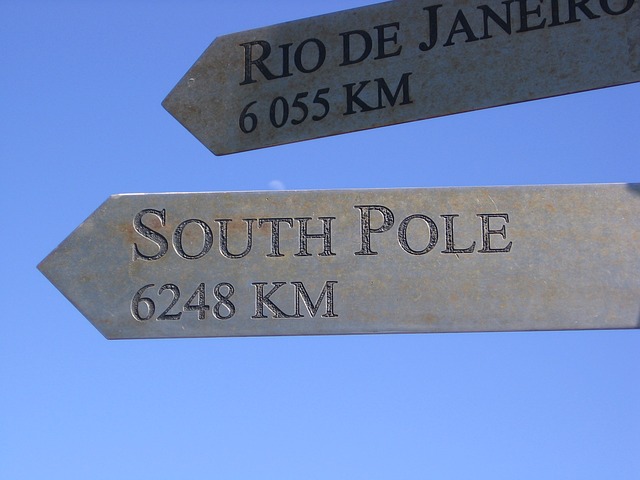 RIO DE JANEIRO
6 055 KM
SOUTH POLE
6248 KM